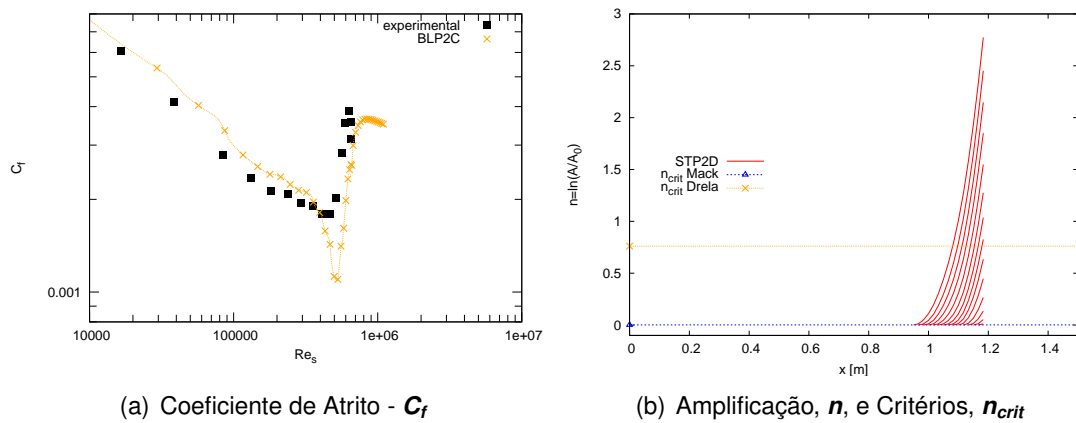 experimental
BLP2C
C_f
0.001
10000
100000
1e+06
1e+07
Re_s
(a) Coeficiente de Atrito - C_f
3
2.5
2
1.5
1
0.5
0
n=ln(A/A_0)
STP2D
n_crit Mack
n_crit Drela
0
0.2
0.4
0.6
0.8
1
1.2
1.4
x [m]
(b) Amplificação, n, e Critérios, n_crit